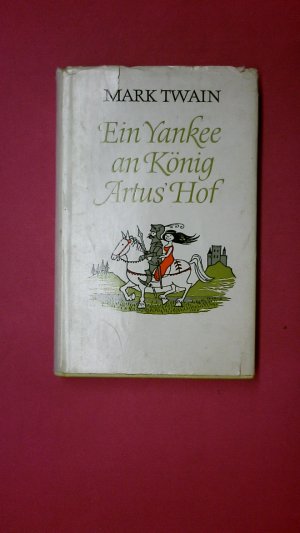 MARK TWAIN
Ein Yankee
an König
Artus' Hof